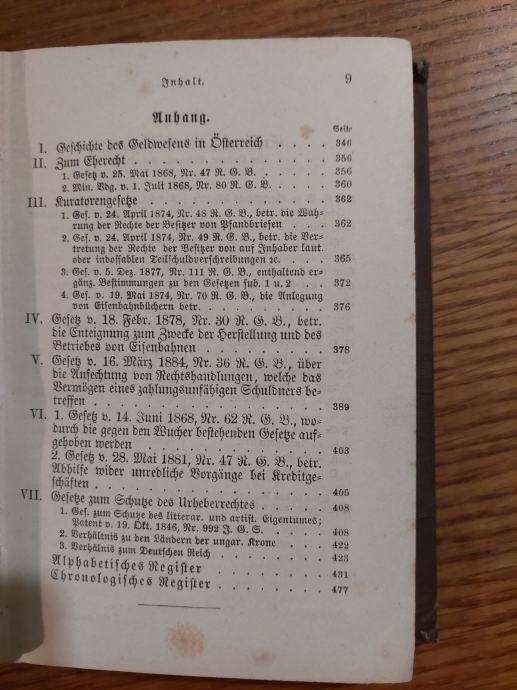 Inhalt. 9
Anhang.
Seite
I. Geschichte des Geldwesens in Österreich . . . . 346
II. Zum Eherecht . . . . . . . . . . . . . 356
1. Gesetz v. 25. Mai 1868, Nr. 47 R. G. B. . . . . . 356
2. Min. Vdg. v. 1. Juli 1868, Nr. 80 R. G. B. . . . . 360
III. Kuratorengesetze . . . . . . . . . . . . 362
1. Ges. v. 24. April 1874, Nr. 48 R. G. B., betr. die Wah-
rung der Rechte der Besitzer von Pfandbriefen . . . 362
2. Ges. v. 24. April 1874, Nr. 49 R. G. B., betr. die Ver-
tretung der Rechte der Besitzer von auf Inhaber laut.
oder indossablen Teilschuldverschreibungen ꝛc. . . . . 365
3. Ges. v. 5. Dez. 1877, Nr. 111 R. G. B., enthaltend er-
gänz. Bestimmungen zu den Gesetzen sub. 1 u. 2 . . . 372
4. Ges. v. 19. Mai 1874, Nr. 70 R. G. B., die Anlegung
von Eisenbahnbüchern betr. . . . . . . . . . . 376
IV. Gesetz v. 18. Febr. 1878, Nr. 30 R. G. B., betr.
die Enteignung zum Zwecke der Herstellung und des
Betriebes von Eisenbahnen . . . . . . . . 378
V. Gesetz v. 16. März 1884, Nr. 36 R. G. B., über
die Anfechtung von Rechtshandlungen, welche das
Vermögen eines zahlungsunfähigen Schuldners be-
treffen . . . . . . . . . . . . . . . . 389
VI. 1. Gesetz v. 14. Juni 1868, Nr. 62 R. G. B., wo-
durch die gegen den Wucher bestehenden Gesetze auf-
gehoben werden . . . . . . . . . . . . 403
2. Gesetz v. 28. Mai 1881, Nr. 47 R. G. B., betr.
Abhilfe wider unredliche Vorgänge bei Kreditge-
schäften . . . . . . . . . . . . . . . 405
VII. Gesetze zum Schutze des Urheberrechtes . . . . . 408
1. Ges. zum Schutze des litterar. und artist. Eigentumes;
Patent v. 19. Okt. 1846, Nr. 992 J. G. S. . . . . . 408
2. Verhältnis zu den Ländern der ungar. Krone . . . . 422
3. Verhälnis zum Deutschen Reich . . . . . . . . 423
Alphabetisches Register . . . . . . . . . . 431
Chronologisches Register . . . . . . . . . . 477